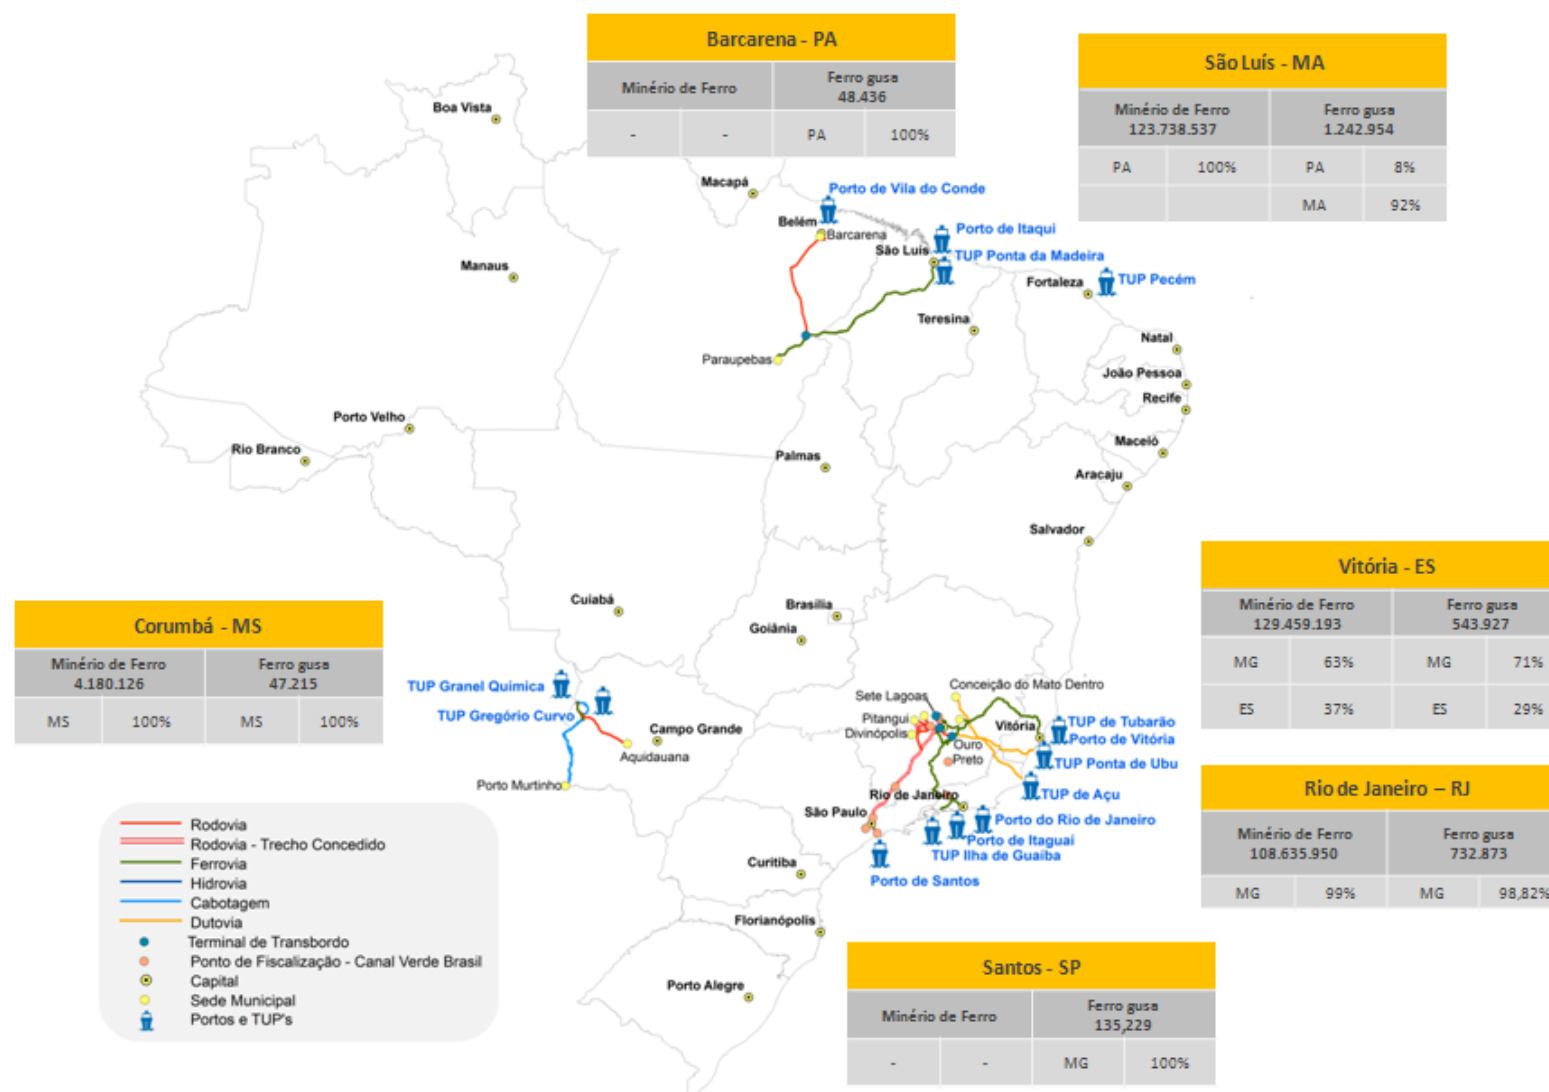 Barcarena - PA
Minério de Ferro
Ferro gusa
48.436
-
-
PA
100%
São Luís - MA
Minério de Ferro
123.738.537
Ferro gusa
1.242.954
PA
100%
PA
8%
MA
92%
Boa Vista
Macapá
Porto de Vila do Conde
Belém
Barcarena
Porto de Itaqui
São Luís
TUP Ponta da Madeira
Manaus
Fortaleza
TUP Pecém
Teresina
Natal
Paraupebas
João Pessoa
Recife
Porto Velho
Rio Branco
Maceió
Palmas
Aracaju
Salvador
Vitória - ES
Minério de Ferro
129.459.193
Ferro gusa
543.927
MG
63%
MG
71%
ES
37%
ES
29%
Cuiabá
Brasília
Goiânia
Corumbá - MS
Minério de Ferro
4.180.126
Ferro gusa
47.215
MS
100%
MS
100%
TUP Granel Química
TUP Gregório Curvo
Campo Grande
Aquidauana
Porto Murtinho
Conceição do Mato Dentro
Sete Lagoas
Pitangui
Divinópolis
Vitória
TUP de Tubarão
Porto de Vitória
Ouro
Preto
TUP Ponta de Ubu
TUP de Açu
Rio de Janeiro
São Paulo
Porto do Rio de Janeiro
Porto de Itaguaí
TUP Ilha de Guaíba
Porto de Santos
Curitiba
Florianópolis
Porto Alegre
Rio de Janeiro – RJ
Minério de Ferro
108.635.950
Ferro gusa
732.873
MG
99%
MG
98,82%
Rodovia
Rodovia - Trecho Concedido
Ferrovia
Hidrovia
Cabotagem
Dutovia
Terminal de Transbordo
Ponto de Fiscalização - Canal Verde Brasil
Capital
Sede Municipal
Portos e TUP's
Santos - SP
Minério de Ferro
Ferro gusa
135,229
-
-
MG
100%